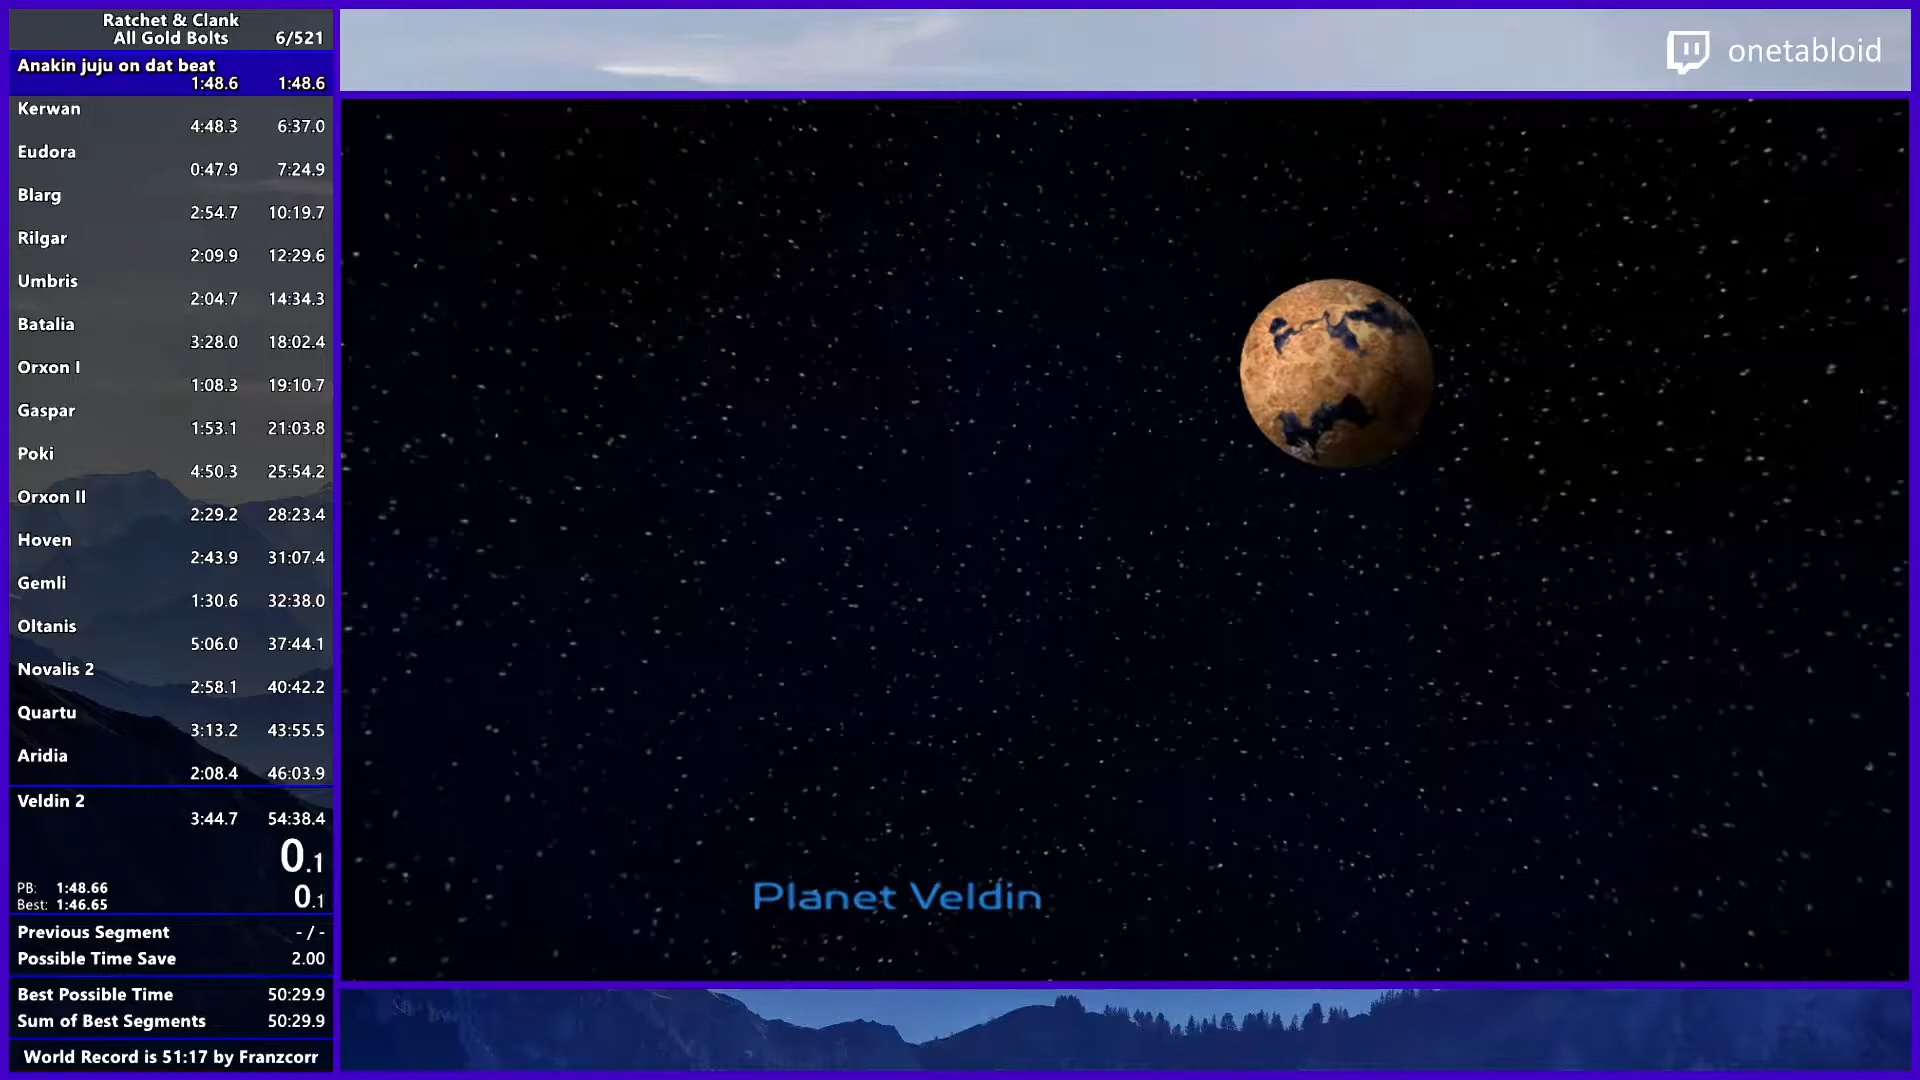 Ratchet & Clank
All Gold Bolts 6/521
Anakin juju on dat beat
1:48.6 1:48.6
Kerwan
4:48.3 6:37.0
Eudora
0:47.9 7:24.9
Blarg
2:54.7 10:19.7
Rilgar
2:09.9 12:29.6
Umbris
2:04.7 14:34.3
Batalia
3:28.0 18:02.4
Orxon I
1:08.3 19:10.7
Gaspar
1:53.1 21:03.8
Poki
4:50.3 25:54.2
Orxon II
2:29.2 28:23.4
Hoven
2:43.9 31:07.4
Gemli
1:30.6 32:38.0
Oltanis
5:06.0 37:44.1
Novalis 2
2:58.1 40:42.2
Quartu
3:13.2 43:55.5
Aridia
2:08.4 46:03.9
Veldin 2
3:44.7 54:38.4
0.1
PB: 1:48.66
Best: 1:46.65 0.1
Previous Segment - / -
Possible Time Save 2.00
Best Possible Time 50:29.9
Sum of Best Segments 50:29.9
World Record is 51:17 by Franzcorr
onetabloid
Planet Veldin